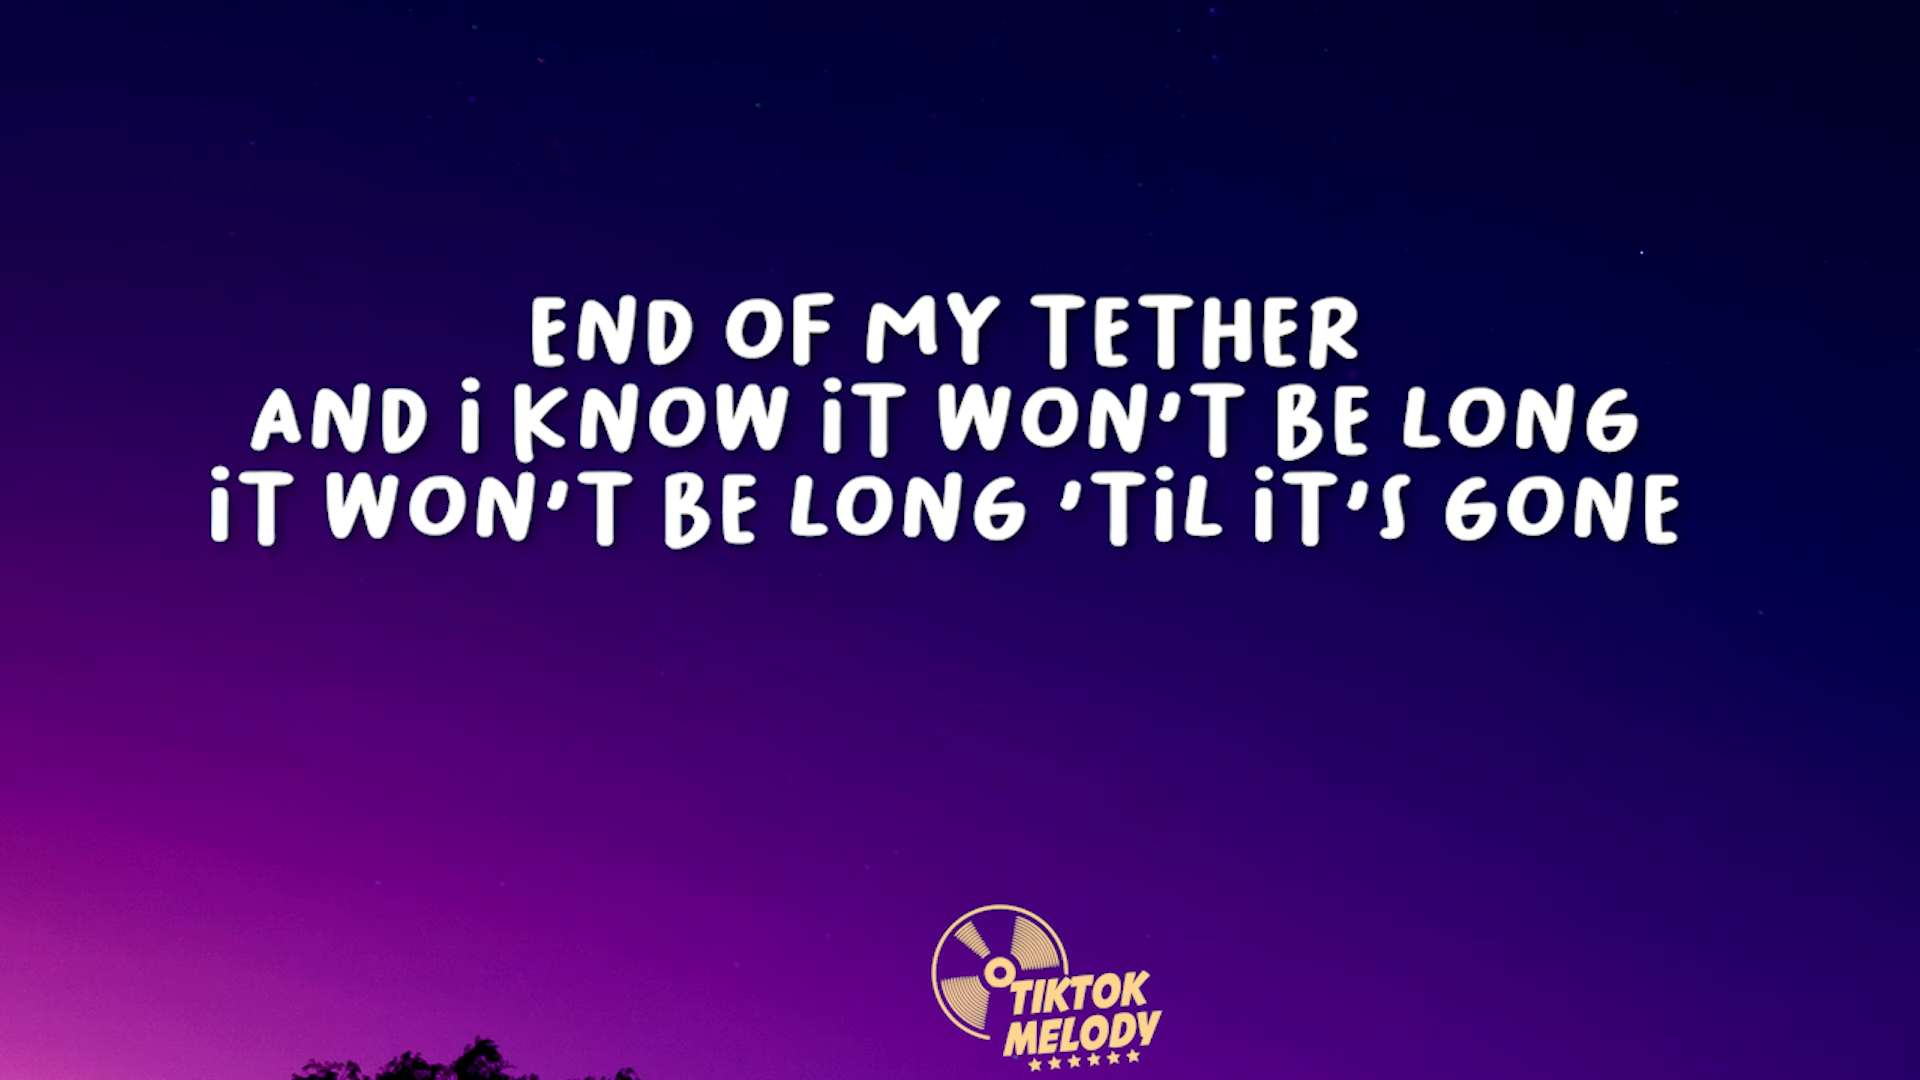 END OF MY TETHER
AND i KNOW iT WON'T BE LONG
iT WON'T BE LONG 'TiL iT'S GONE
TIKTOK
MELODY